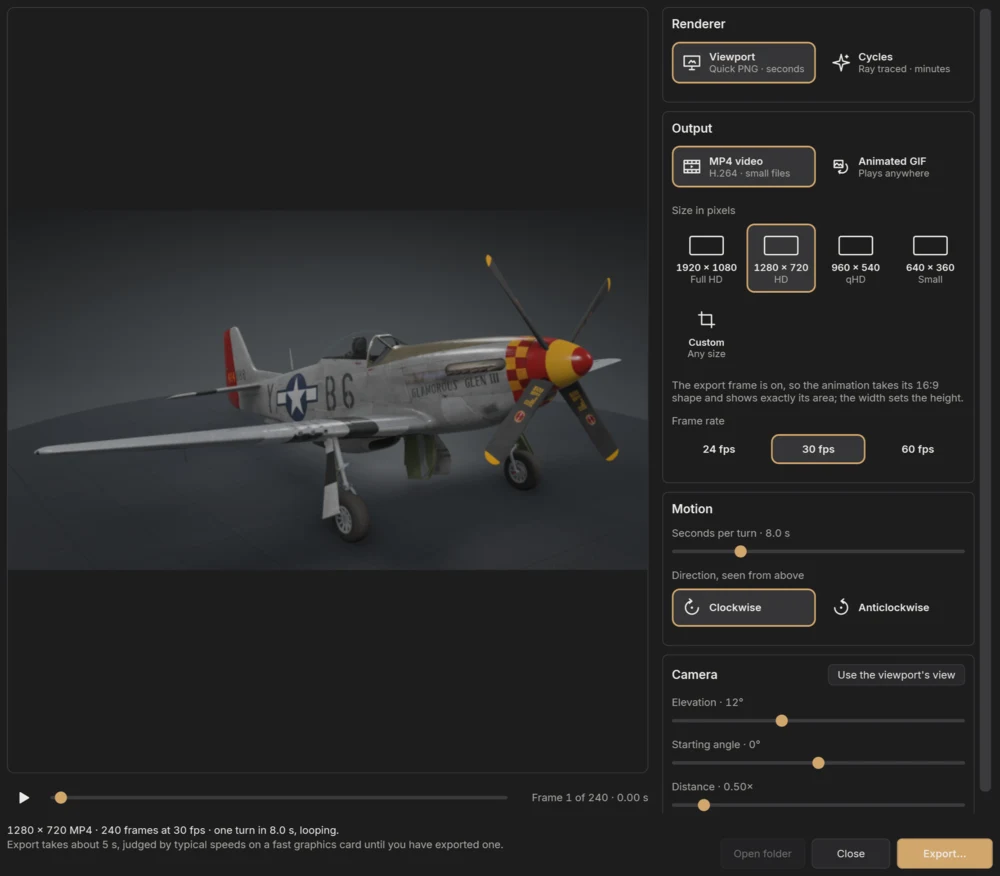 Renderer
Viewport
Quick PNG · seconds
Cycles
Ray traced · minutes
Output
MP4 video
H.264 · small files
Animated GIF
Plays anywhere
Size in pixels
1920 × 1080
Full HD
1280 × 720
HD
960 × 540
qHD
640 × 360
Small
Custom
Any size
The export frame is on, so the animation takes its 16:9
shape and shows exactly its area; the width sets the height.
Frame rate
24 fps
30 fps
60 fps
Motion
Seconds per turn · 8.0 s
Direction, seen from above
Clockwise
Anticlockwise
Camera
Use the viewport's view
Elevation · 12°
Starting angle · 0°
Distance · 0.50×
Y
B6
GLAMOROUS GLEN III
Frame 1 of 240 · 0.00 s
1280 × 720 MP4 · 240 frames at 30 fps · one turn in 8.0 s, looping.
Export takes about 5 s, judged by typical speeds on a fast graphics card until you have exported one.
Open folder
Close
Export...